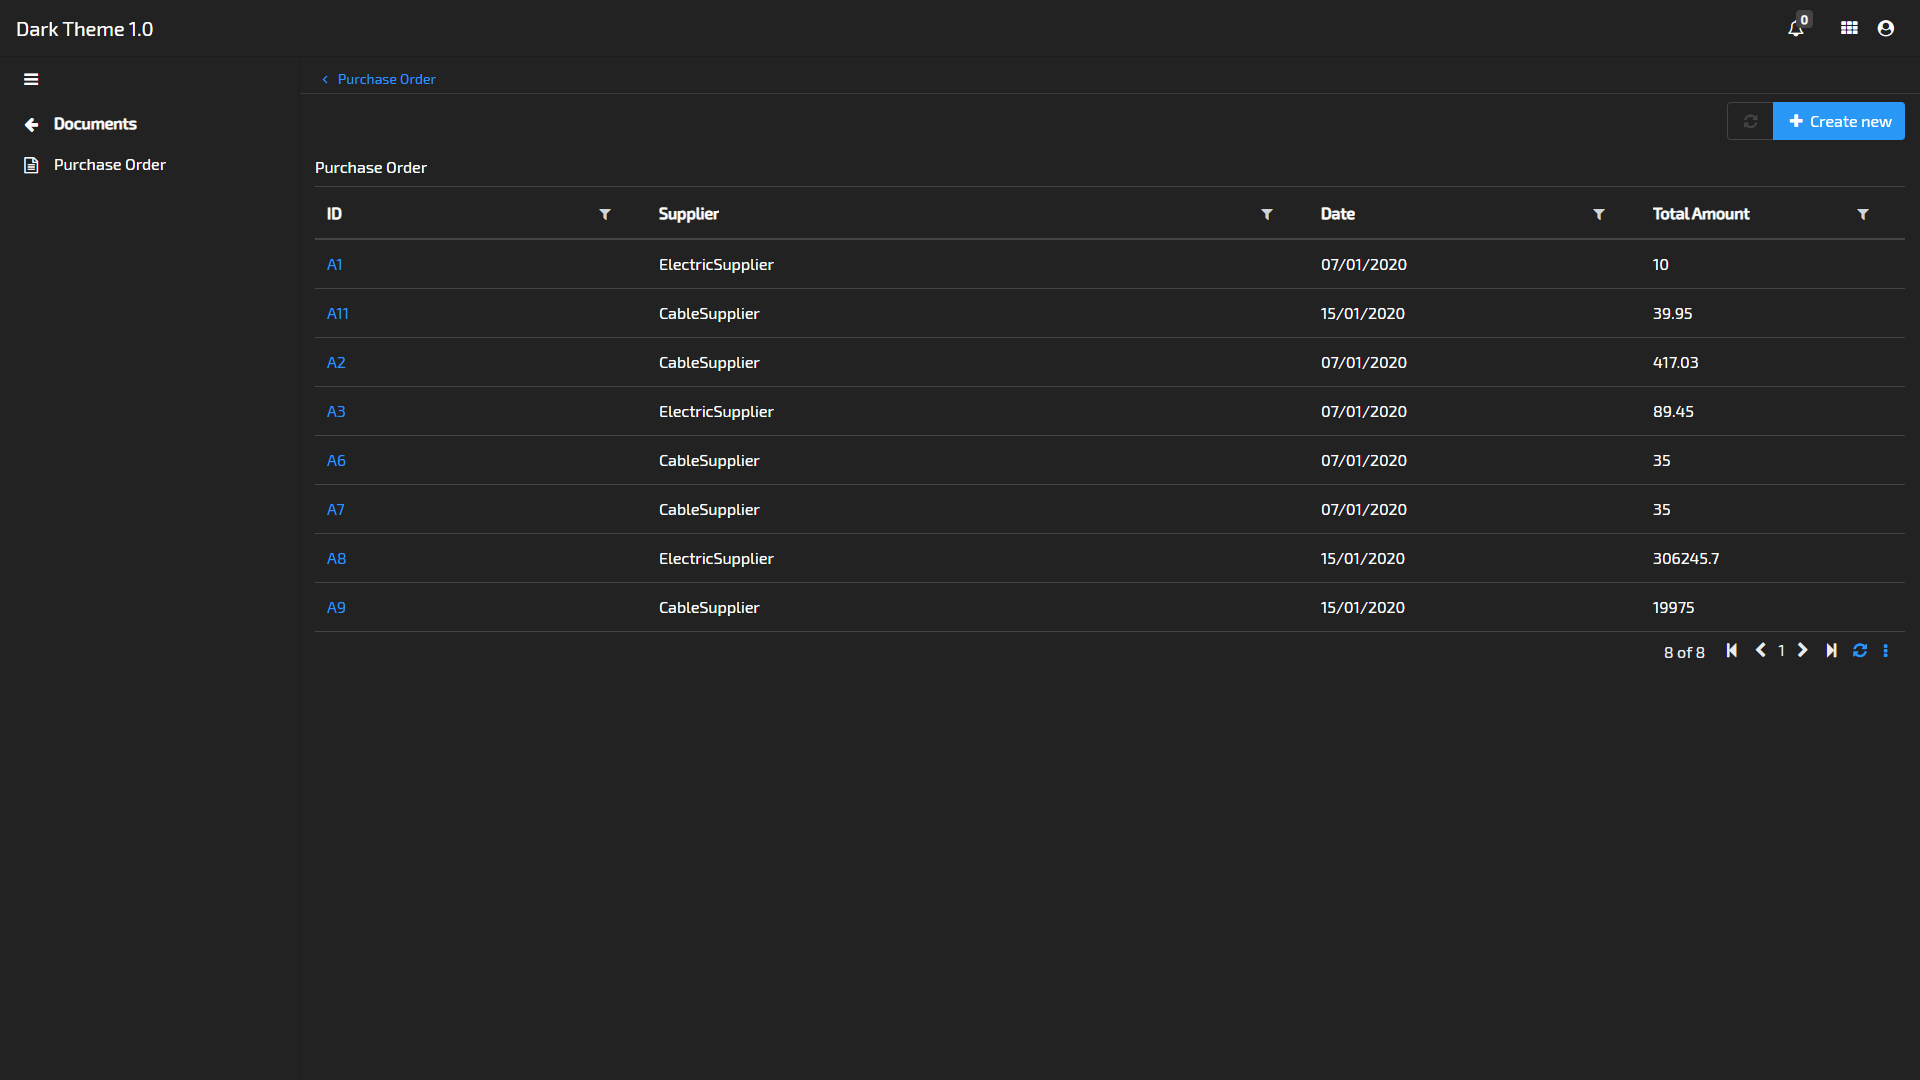 Dark Theme 1.0
0
Purchase Order
Documents
Create new
Purchase Order
Purchase Order
ID Supplier Date Total Amount
A1 ElectricSupplier 07/01/2020 10
A11 CableSupplier 15/01/2020 39.95
A2 CableSupplier 07/01/2020 417.03
A3 ElectricSupplier 07/01/2020 89.45
A6 CableSupplier 07/01/2020 35
A7 CableSupplier 07/01/2020 35
A8 ElectricSupplier 15/01/2020 306245.7
A9 CableSupplier 15/01/2020 19975
8 of 8 1